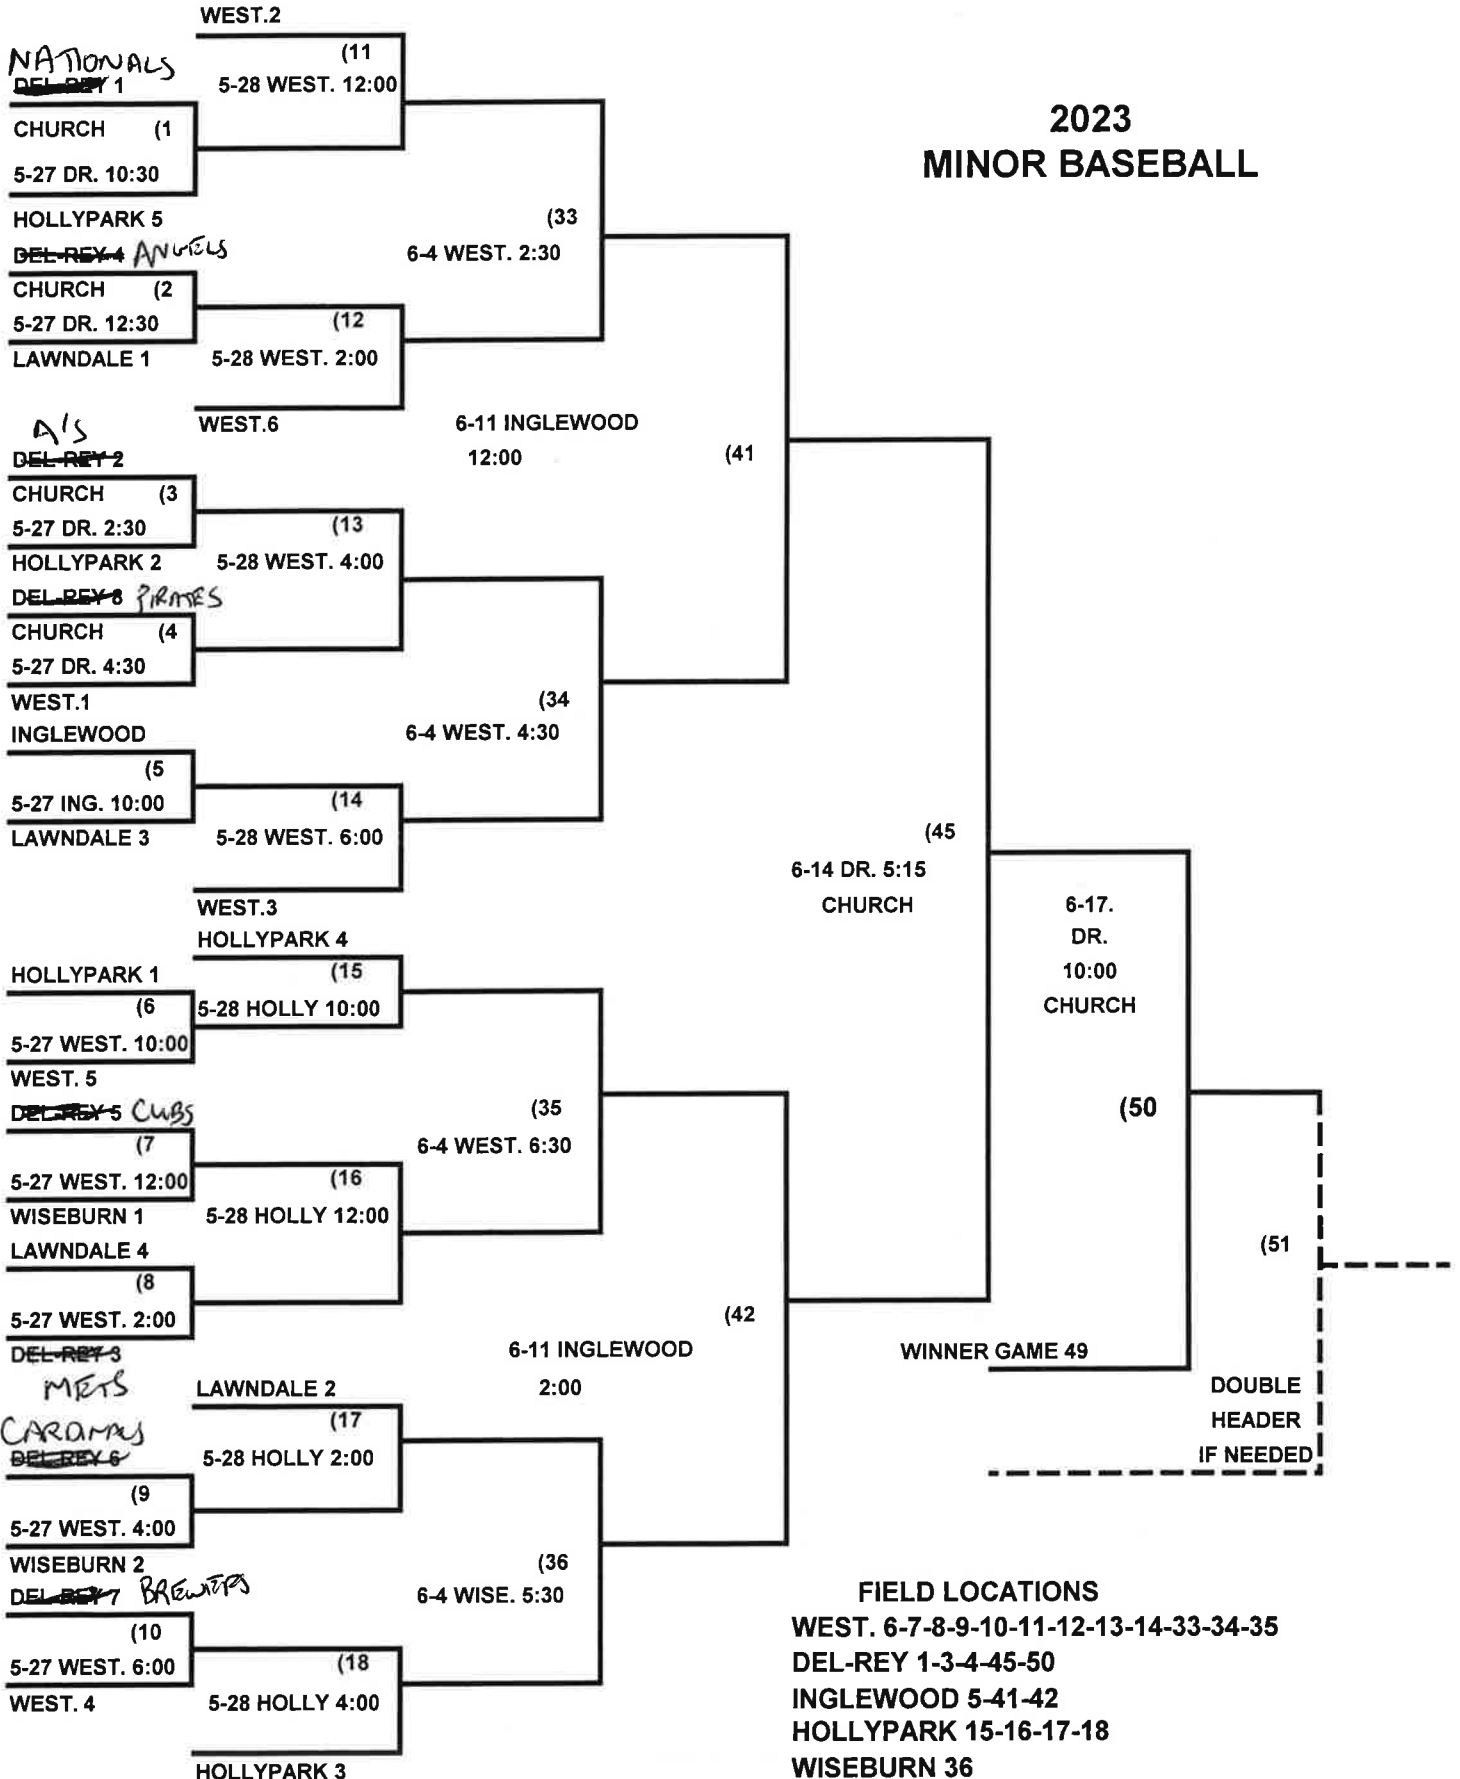 WEST.2
NATIONALS
DEL-REY 1
(11
5-28 WEST. 12:00
2023
MINOR BASEBALL
CHURCH (1
5-27 DR. 10:30
HOLLYPARK 5
(33
6-4 WEST. 2:30
DEL-REY 4 ANGELS
CHURCH (2
5-27 DR. 12:30
LAWNDALE 1
(12
5-28 WEST. 2:00
WEST.6
6-11 INGLEWOOD
12:00
(41
A'S
DEL-REY 2
CHURCH (3
5-27 DR. 2:30
HOLLYPARK 2
(13
5-28 WEST. 4:00
DEL-REY 8 PIRATES
CHURCH (4
5-27 DR. 4:30
WEST.1
(34
6-4 WEST. 4:30
INGLEWOOD
(5
5-27 ING. 10:00
LAWNDALE 3
(14
5-28 WEST. 6:00
WEST.3
(45
6-14 DR. 5:15
CHURCH
6-17.
DR.
10:00
CHURCH
HOLLYPARK 4
HOLLYPARK 1
(15
5-28 HOLLY 10:00
(6
5-27 WEST. 10:00
WEST. 5
DEL-REY 5 CUBS
(7
5-27 WEST. 12:00
WISEBURN 1
(35
6-4 WEST. 6:30
(50
(16
5-28 HOLLY 12:00
LAWNDALE 4
(8
5-27 WEST. 2:00
DEL-REY 3
METS
(51
(42
6-11 INGLEWOOD
2:00
WINNER GAME 49
DOUBLE
HEADER
IF NEEDED
LAWNDALE 2
CARDINALS
DEL-REY 6
(17
5-28 HOLLY 2:00
(9
5-27 WEST. 4:00
WISEBURN 2
DEL-REY 7 BREWERS
(36
6-4 WISE. 5:30
(10
5-27 WEST. 6:00
WEST. 4
(18
5-28 HOLLY 4:00
HOLLYPARK 3
FIELD LOCATIONS
WEST. 6-7-8-9-10-11-12-13-14-33-34-35
DEL-REY 1-3-4-45-50
INGLEWOOD 5-41-42
HOLLYPARK 15-16-17-18
WISEBURN 36